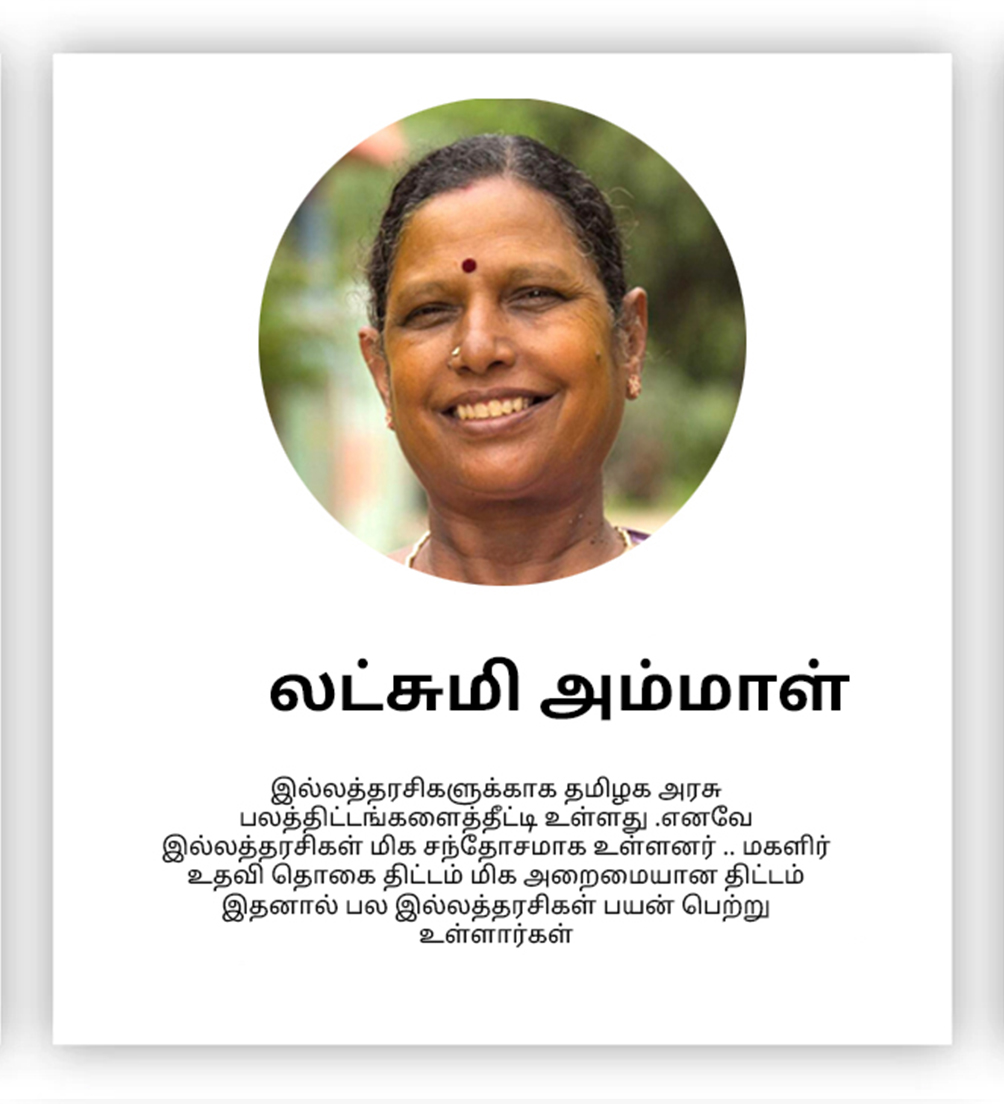 லட்சுமி அம்மாள்
இல்லத்தரசிகளுக்காக தமிழக அரசு
பலத்திட்டங்களைத்தீட்டி உள்ளது .எனவே
இல்லத்தரசிகள் மிக சந்தோசமாக உள்ளனர் .. மகளிர்
உதவி தொகை திட்டம் மிக அறைமையான திட்டம்
இதனால் பல இல்லத்தரசிகள் பயன் பெற்று
உள்ளார்கள்